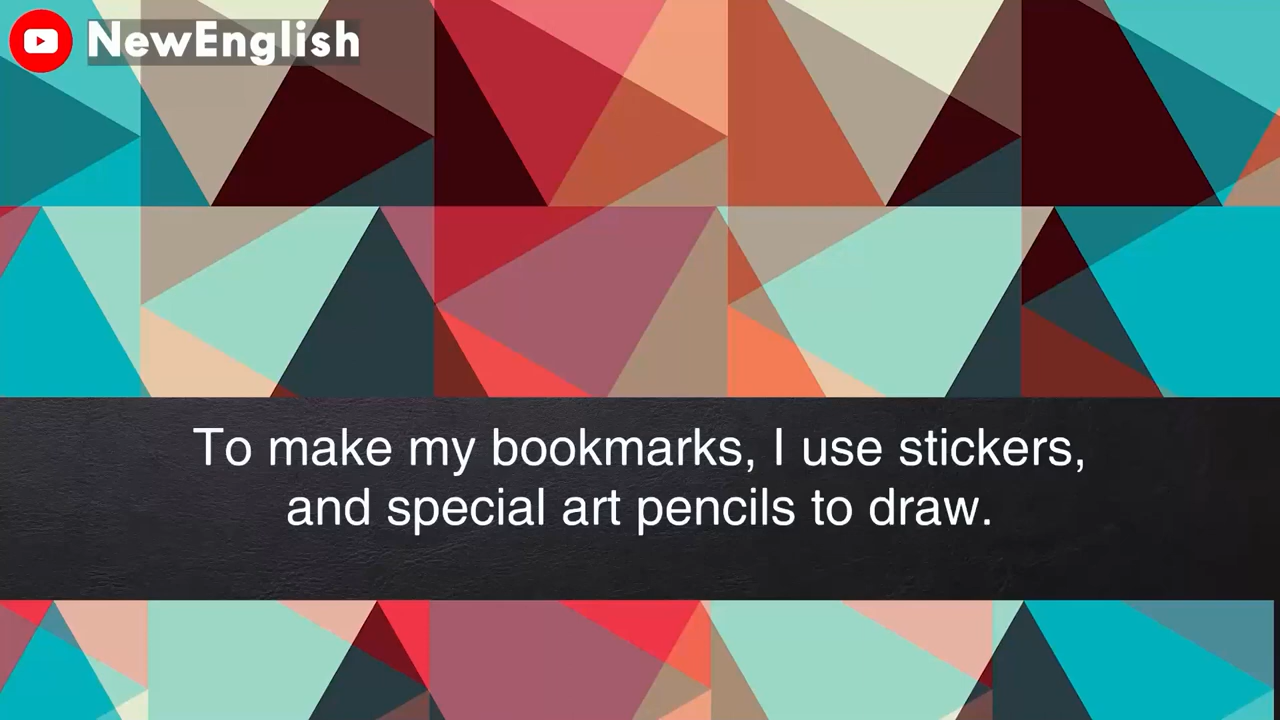 NewEnglish
To make my bookmarks, I use stickers,
and special art pencils to draw.